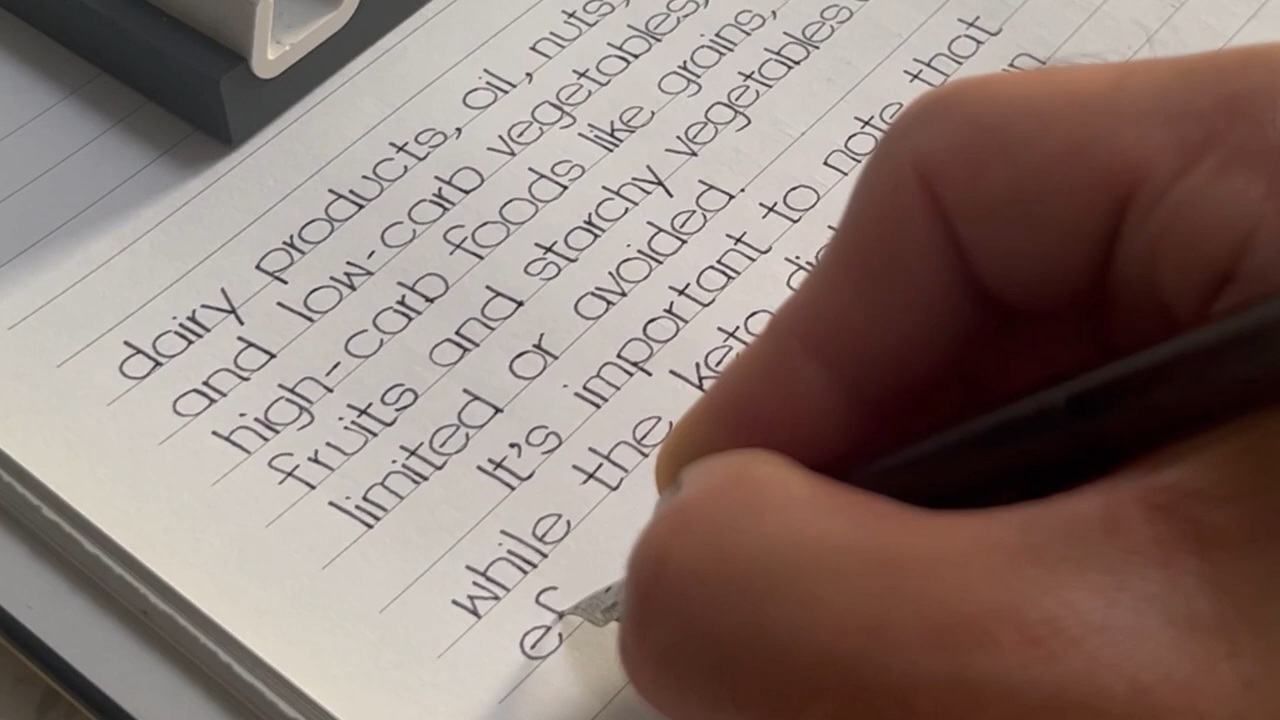 dairy products, oil, nuts,
and low-carb vegetables,
high-carb foods like grains,
fruits and starchy vegetables
limited or avoided.
It's important to note that
while the keto
ef